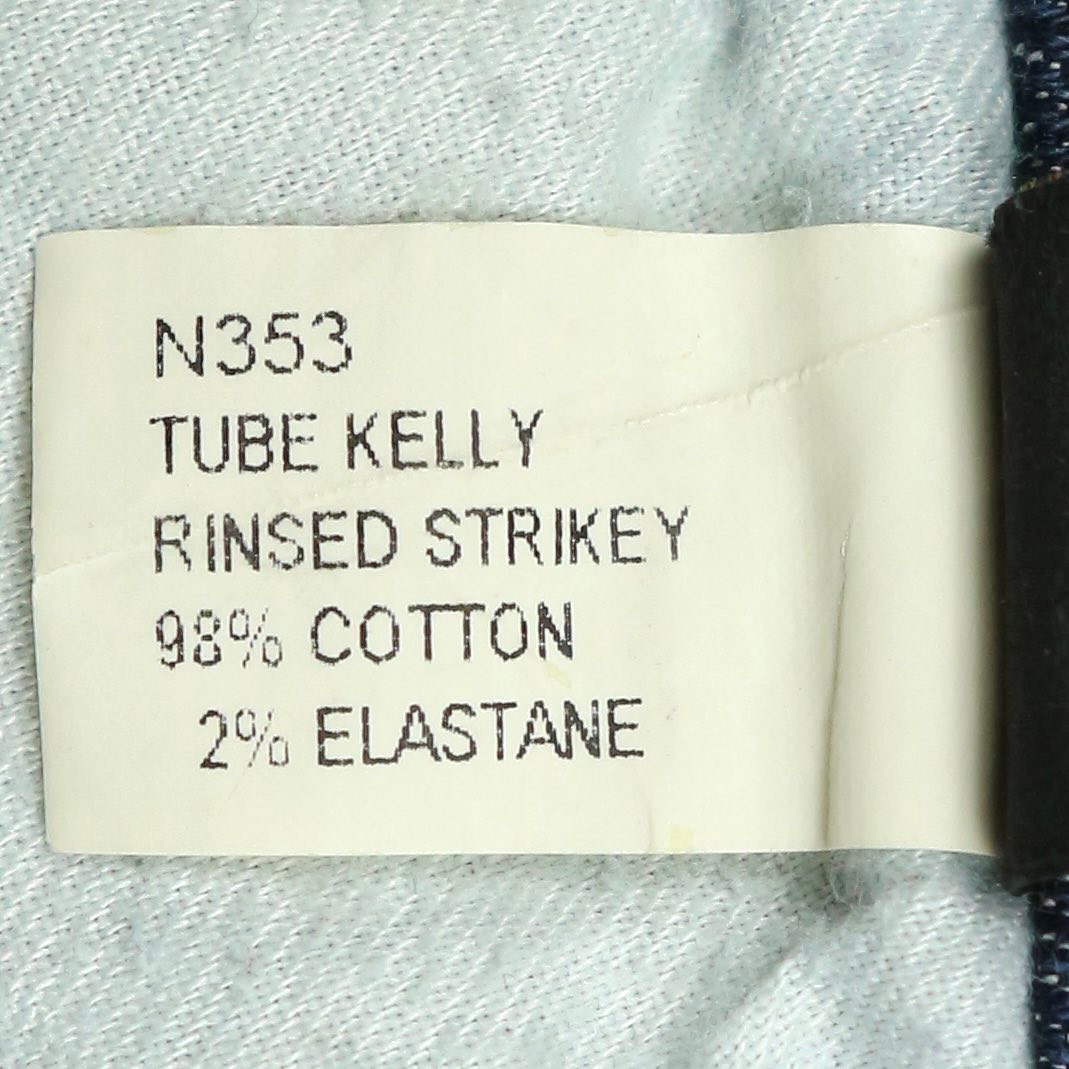 N353
TUBE KELLY
RINSED STRIKEY
98% COTTON
2% ELASTANE